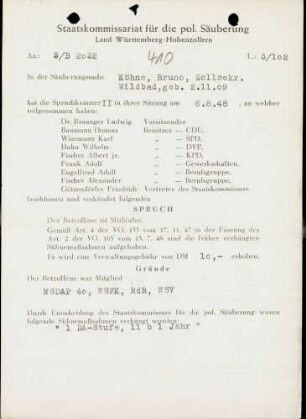 Staatskommissariat für die pol. Säuberung
Land Württemberg-Hohenzollern
Az.: 3/B 2032
410
L: 3/102
In der Säuberungssache Köhne, Bruno, Zollsekr.
Wildbad, geb. 2.11.09
hat die Spruchkammer II in ihrer Sitzung am 6.8.48, an welcher
teilgenommen haben:
Dr. Ludwig Vorsitzender
Baumann Thomas Beisitzer — CDU,
Wizemann Karl „ — SPD,
Hahn Wilhelm „ — DVP,
Fischer Albert jr. „ — KPD,
Frank Adolf „ — Gewerkschaften,
Engelfried Adolf „ — Berufsgruppe,
Fischer Alexander „ — Berufsgruppe,
Götzendörfer Friedrich Vertreter des Staatskommissars
beschlossen und verkündet folgenden
SPRUCH
Der Betroffene ist Mitläufer.
Gemäß Art. 4 der VO. 133 vom 17. 11. 47 in der Fassung des
Art. 2 der VO. 165 vom 13. 7. 48 sind die früher verhängten
Sühnemaßnahmen aufgehoben.
Es wird eine Verwaltungsgebühr von DM 10,- erhoben.
Gründe
Der Betroffene war Mitglied
NSDAP 40, NSFK, RdB, NSV
Durch Entscheidung des Staatskommissars für die pol. Säuberung waren
folgende Sühnemaßnahmen verhängt worden:
" 1 DA-Stufe, 11 b 1 Jahr "